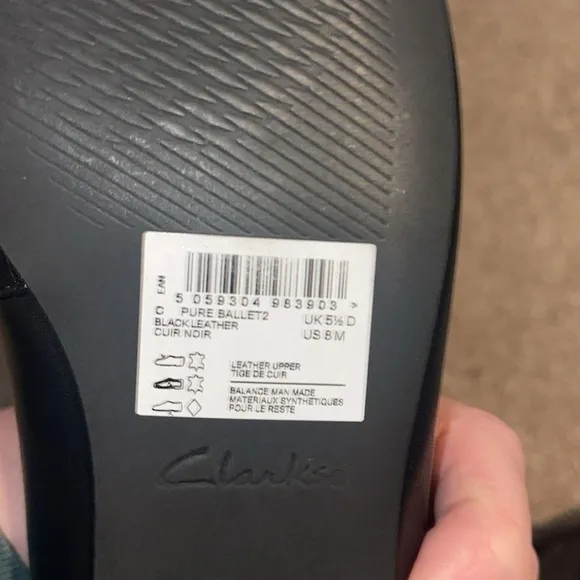 EAN
5 059304 983903 >
C PURE BALLET2 UK 5½ D
BLACK LEATHER US 8 M
CUIR NOIR
LEATHER UPPER
TIGE DE CUIR
BALANCE MAN MADE
MATERIAUX SYNTHETIQUES
POUR LE RESTE
Clarks